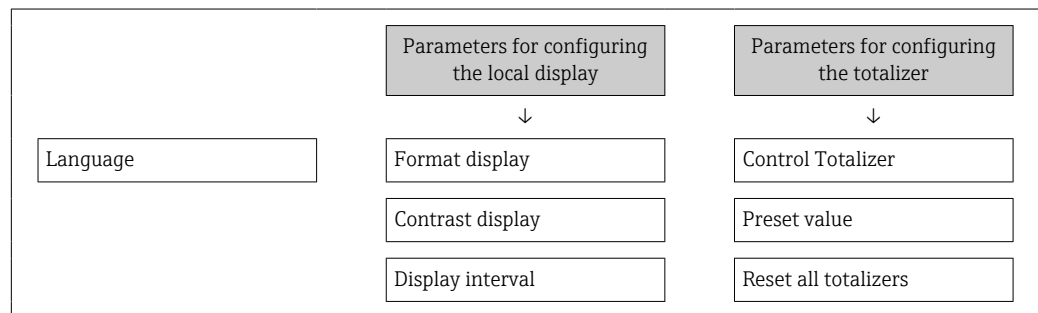 Parameters for configuring
the local display
Parameters for configuring
the totalizer
↓
↓
Language
Format display
Control Totalizer
Contrast display
Preset value
Display interval
Reset all totalizers